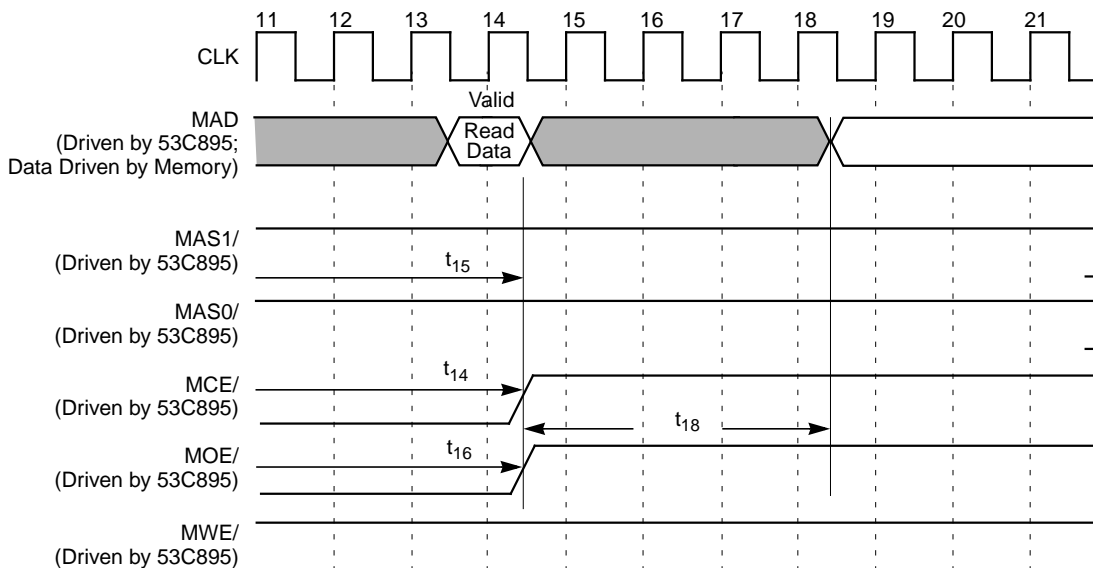 11 12 13 14 15 16 17 18 19 20 21
CLK
Valid
MAD
(Driven by 53C895;
Data Driven by Memory)
Read
Data
MAS1/
(Driven by 53C895)
t15
MAS0/
(Driven by 53C895)
MCE/
(Driven by 53C895)
t14
t18
MOE/
(Driven by 53C895)
t16
MWE/
(Driven by 53C895)